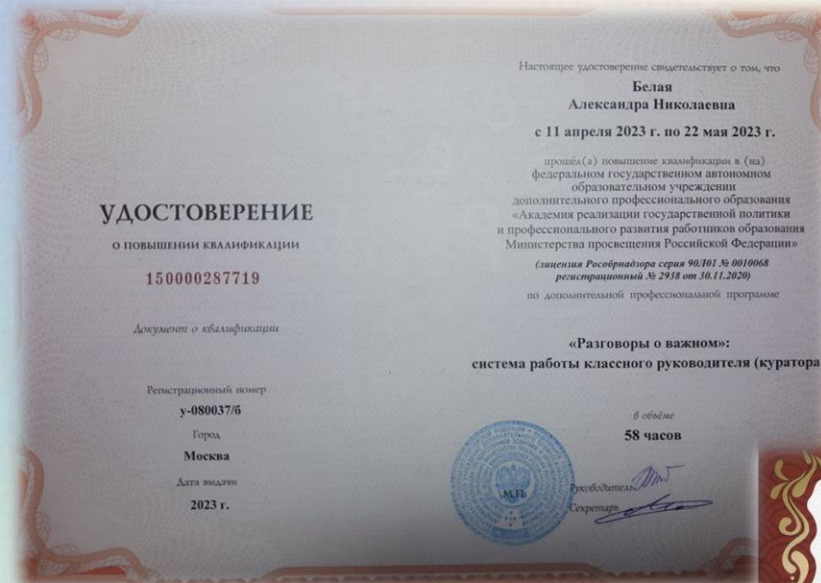 УДОСТОВЕРЕНИЕ
О ПОВЫШЕНИИ КВАЛИФИКАЦИИ
150000287719
Документ о квалификации
Регистрационный номер
у-080037/б
Город
Москва
Дата выдачи
2023 г.
Настоящее удостоверение свидетельствует о том, что
Белая
Александра Николаевна
с 11 апреля 2023 г. по 22 мая 2023 г.
прошёл(а) повышение квалификации в (на)
федеральном государственном автономном
образовательном учреждении
дополнительного профессионального образования
«Академия реализации государственной политики
и профессионального развития работников образования
Министерства просвещения Российской Федерации»
(лицензия Рособрнадзора серия 90Л01 № 0010068
регистрационный № 2938 от 30.11.2020)
по дополнительной профессиональной программе
«Разговоры о важном»:
система работы классного руководителя (куратора
в объёме
58 часов
М.П.
Руководитель
Секретарь